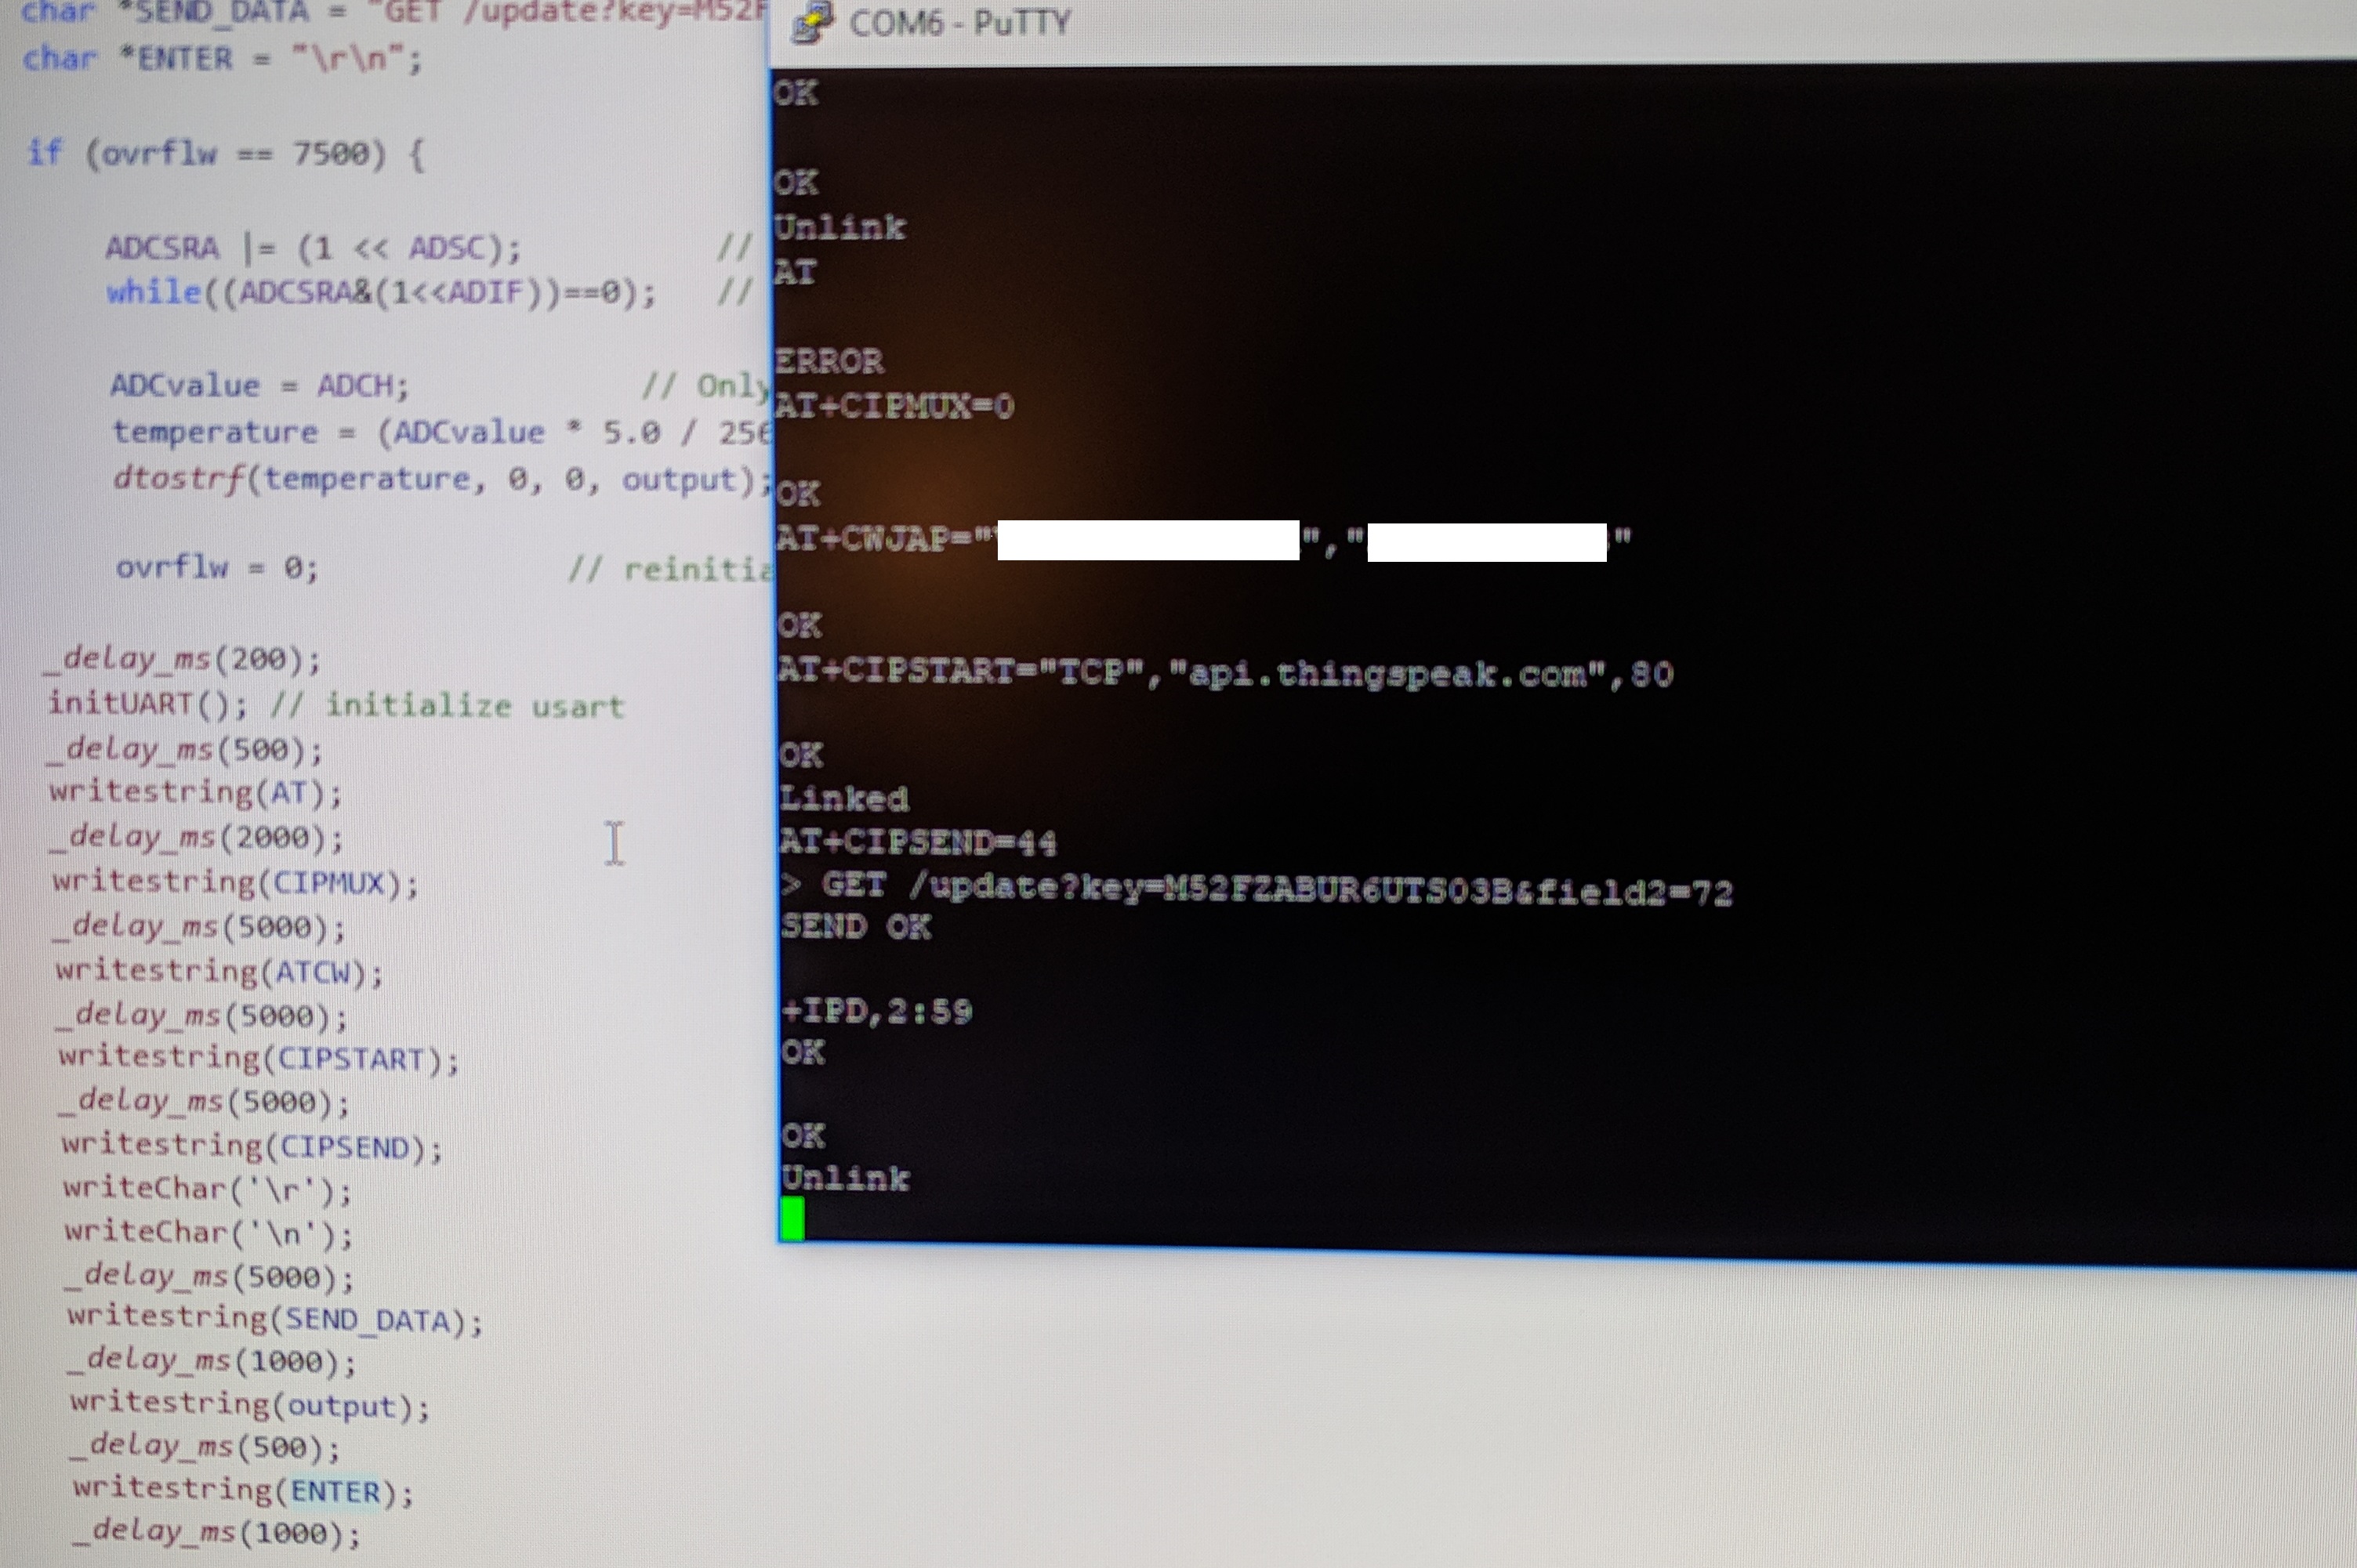 char *SEND_DATA = "GET /update?key=M52F
char *ENTER = "\r\n";
if (ovrflw == 7500) {
ADCSRA |= (1 << ADSC); //
while((ADCSRA&(1<<ADIF))==0); //
ADCvalue = ADCH; // Only
temperature = (ADCvalue * 5.0 / 256
dtostrf(temperature, 0, 0, output);
ovrflw = 0; // reinitia
_delay_ms(200);
initUART(); // initialize usart
_delay_ms(500);
writestring(AT);
_delay_ms(2000);
writestring(CIPMUX);
_delay_ms(5000);
writestring(ATCW);
_delay_ms(5000);
writestring(CIPSTART);
_delay_ms(5000);
writestring(CIPSEND);
writeChar('\r');
writeChar('\n');
_delay_ms(5000);
writestring(SEND_DATA);
_delay_ms(1000);
writestring(output);
_delay_ms(500);
writestring(ENTER);
_delay_ms(1000);
COM6 - PuTTY
OK
OK
Unlink
AT
ERROR
AT+CIPMUX=0
OK
AT+CWJAP="",""
OK
AT+CIPSTART="TCP","api.thingspeak.com",80
OK
Linked
AT+CIPSEND=44
> GET /update?key=M52FZABUR6UTS03B&field2=72
SEND OK
+IPD,2:59
OK
OK
Unlink